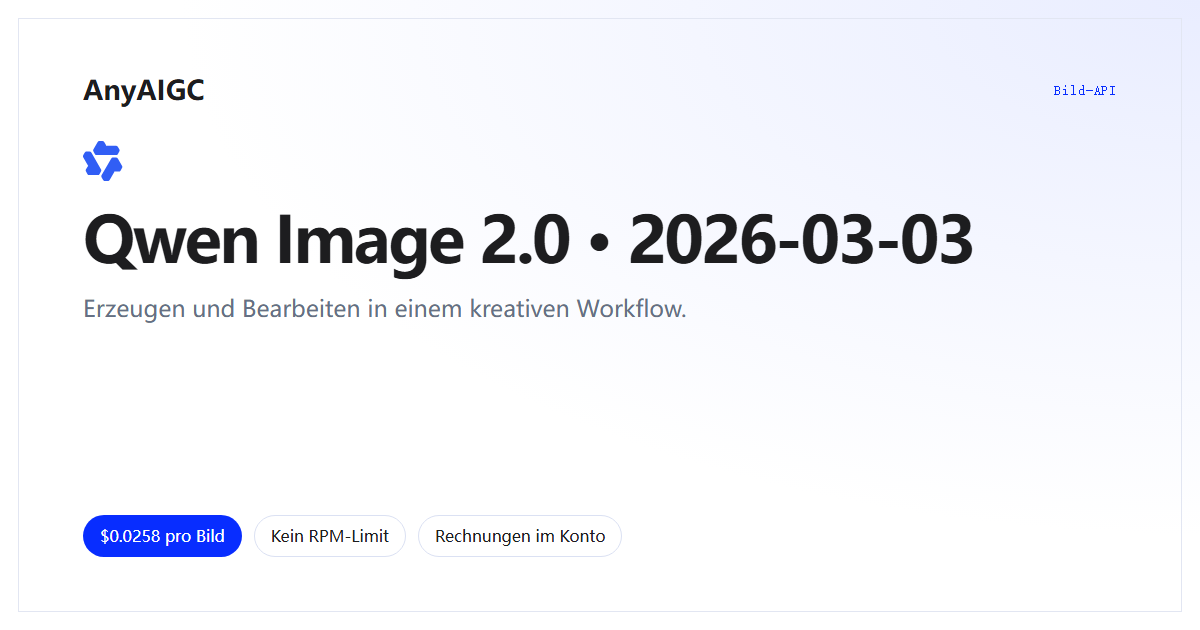 AnyAIGC
Bild-API
Qwen Image 2.0 • 2026-03-03
Erzeugen und Bearbeiten in einem kreativen Workflow.
$0.0258 pro Bild
Kein RPM-Limit
Rechnungen im Konto